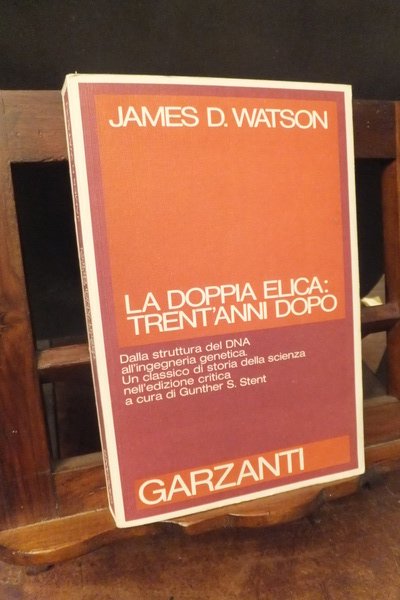 JAMES D. WATSON
LA DOPPIA ELICA:
TRENT'ANNI DOPO
Dalla struttura del DNA
all'ingegneria genetica.
Un classico di storia della scienza
nell'edizione critica
a cura di Gunther S. Stent
GARZANTI